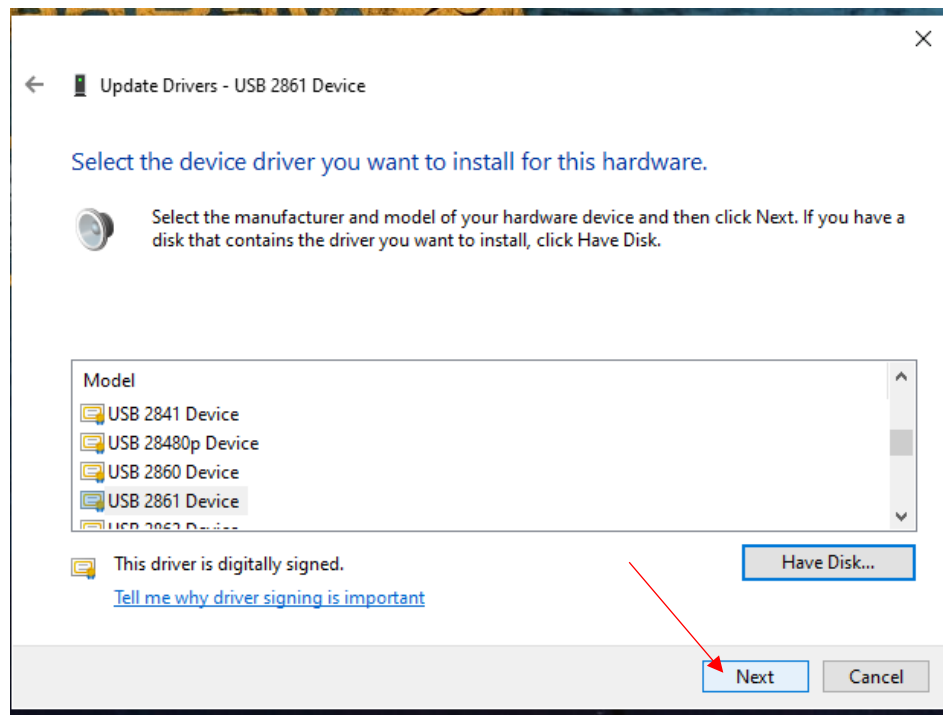 Update Drivers - USB 2861 Device
Select the device driver you want to install for this hardware.
Select the manufacturer and model of your hardware device and then click Next. If you have a
disk that contains the driver you want to install, click Have Disk.
Model
USB 2841 Device
USB 28480p Device
USB 2860 Device
USB 2861 Device
This driver is digitally signed.
Have Disk...
Tell me why driver signing is important
Next
Cancel